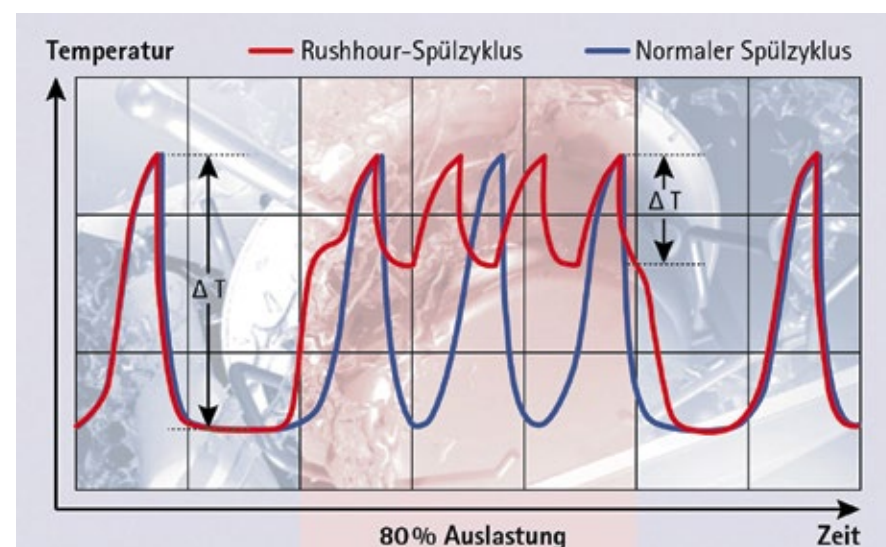 Temperatur
Rushhour-Spülzyklus
Normaler Spülzyklus
Δ T
Δ T
80% Auslastung
Zeit